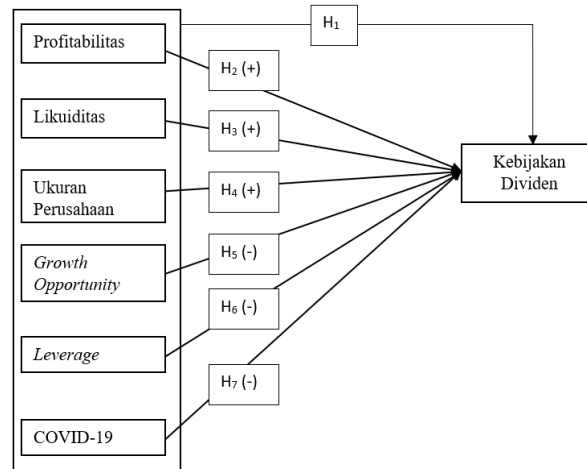 H₁
Profitabilitas
H₂ (+)
Likuiditas
H₃ (+)
Ukuran
Perusahaan
H₄ (+)
Kebijakan
Dividen
Growth
Opportunity
H₅ (-)
H₆ (-)
Leverage
H₇ (-)
COVID-19